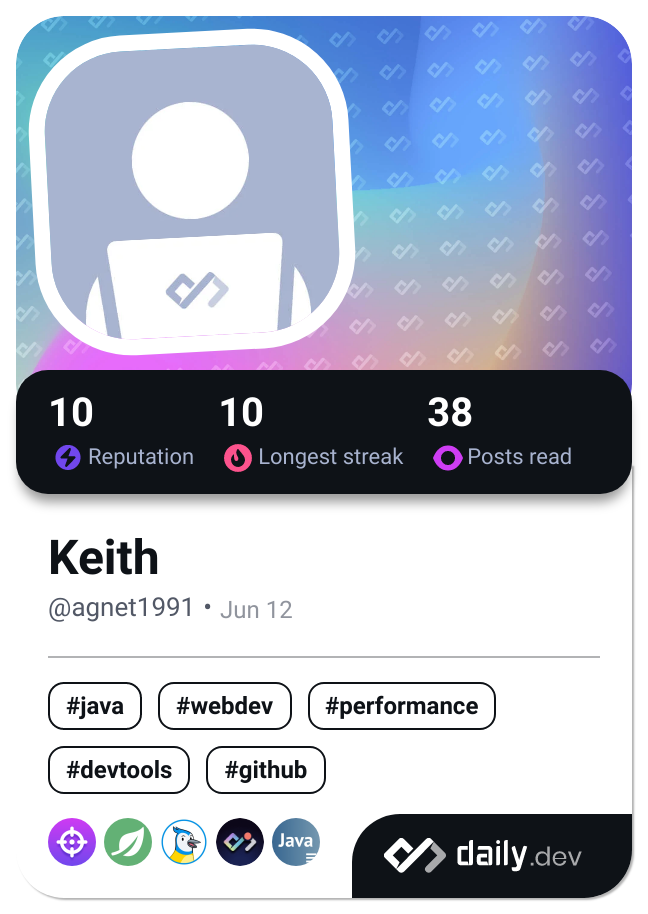 10 10 38
Reputation Longest streak Posts read
Keith
@agnet1991 • Jun 12
#java #webdev #performance
#devtools #github
Java
daily.dev